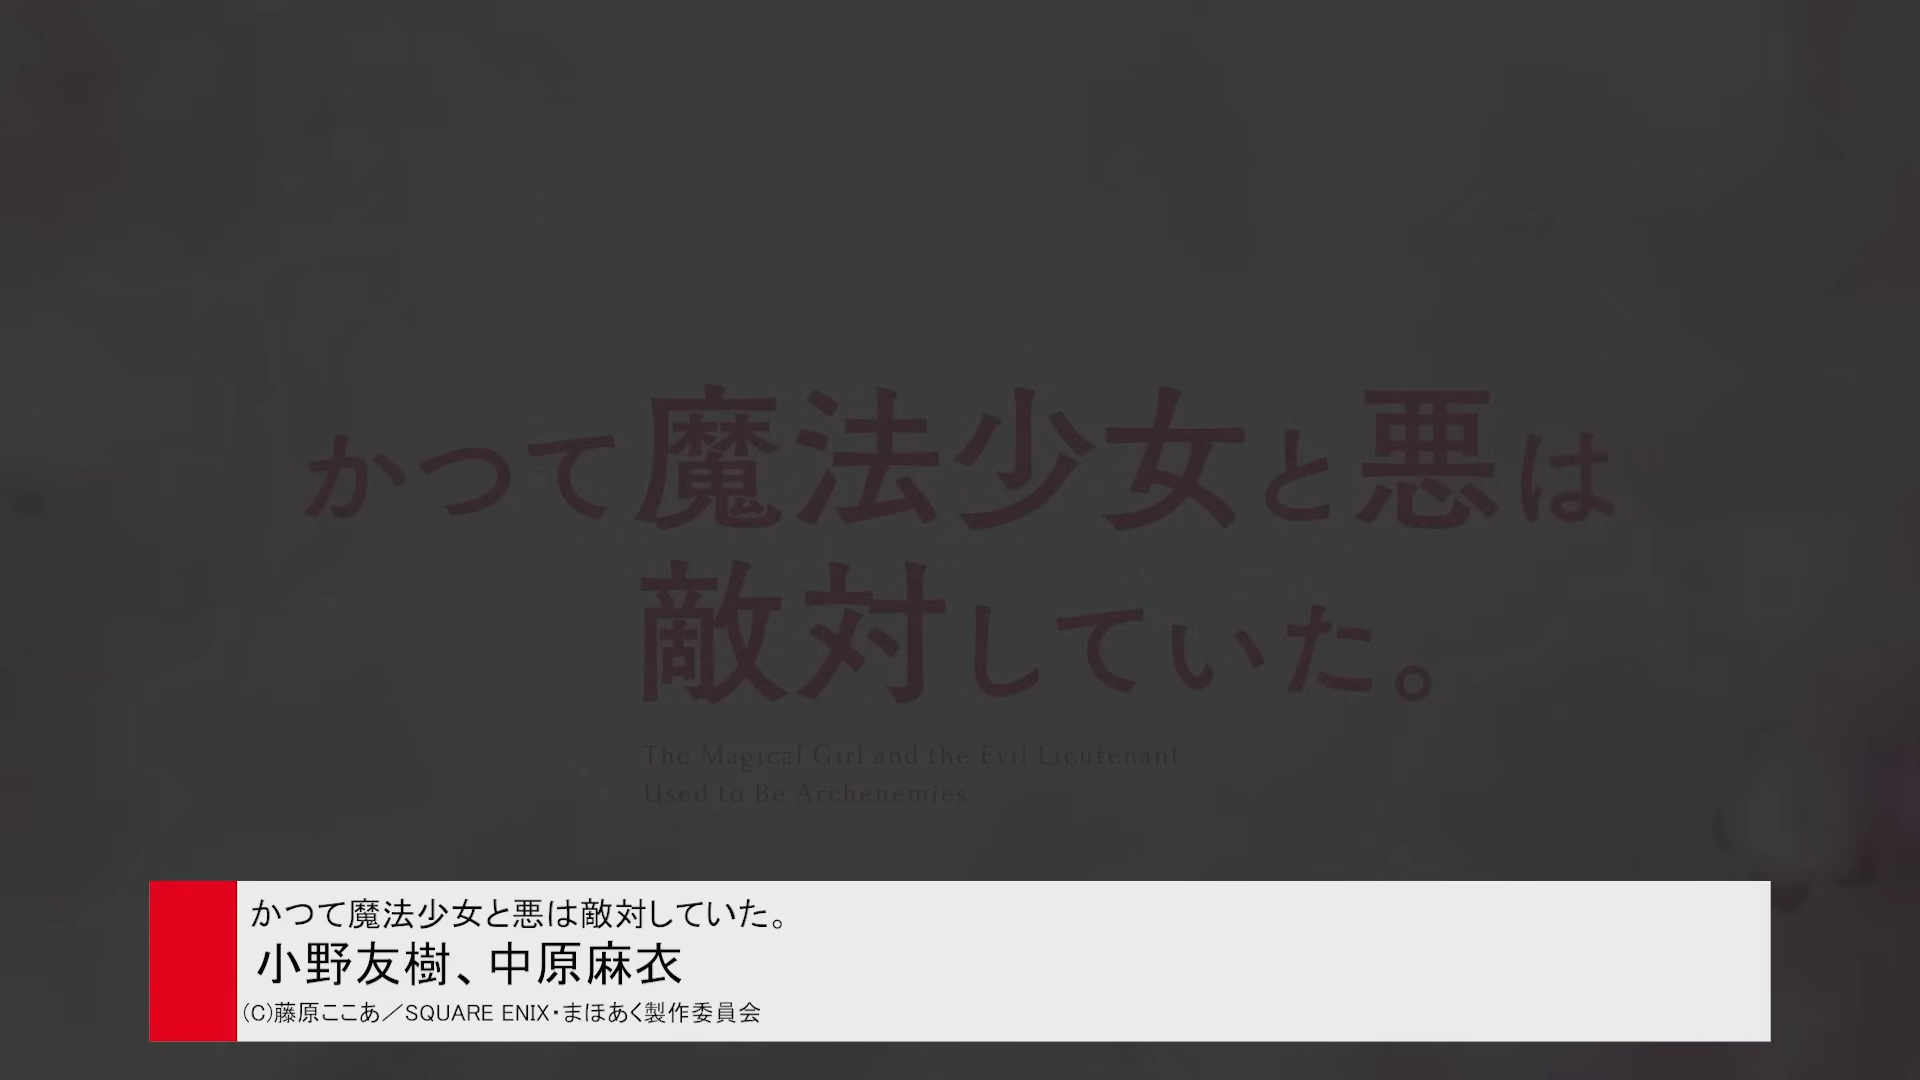 かつて魔法少女と悪は
敵対していた。
The Magical Girl and the Evil Lieutenant
Used to Be Archenemies
かつて魔法少女と悪は敵対していた。
小野友樹、中原麻衣
(C)藤原ここあ／SQUARE ENIX・まほあく製作委員会